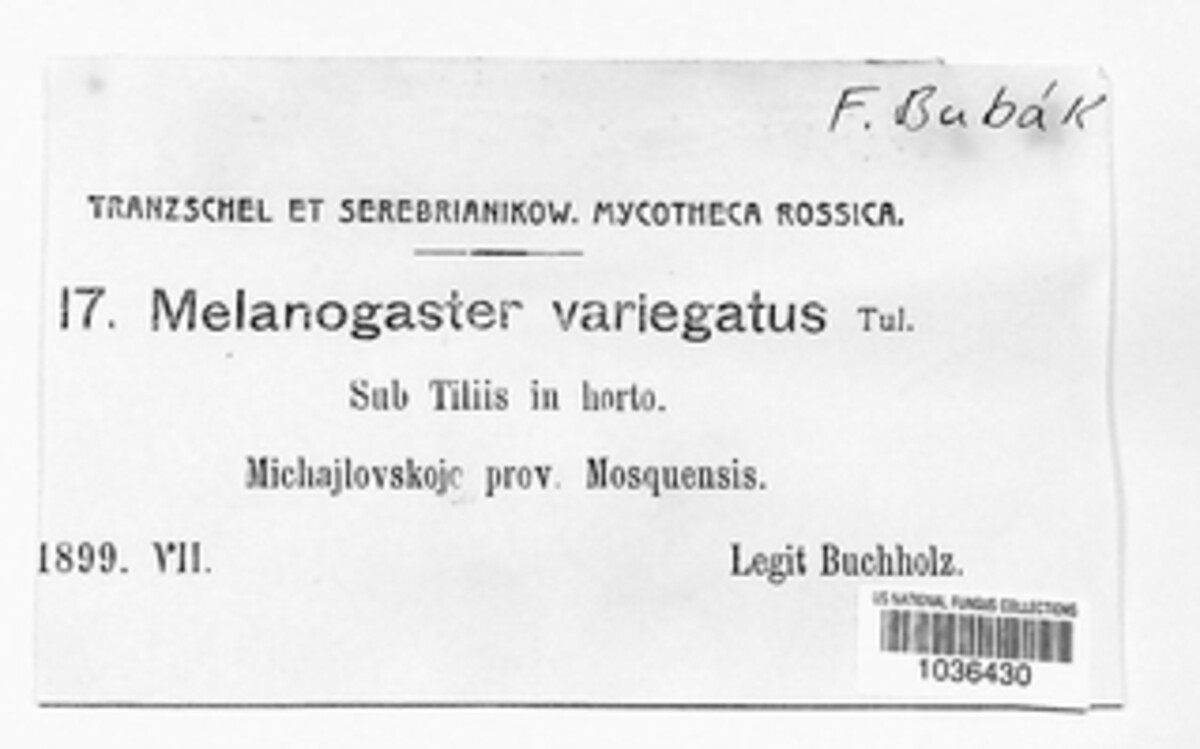 F. Bubák
TRANZSCHEL ET SEREBRIANIKOW. MYCOTHECA ROSSICA.
17. Melanogaster variegatus Tul.
Sub Tiliis in horto.
Michajlovskoje prov. Mosquensis.
1899. VII.
Legit Buchholz.
US NATIONAL FUNGUS COLLECTIONS
1036430